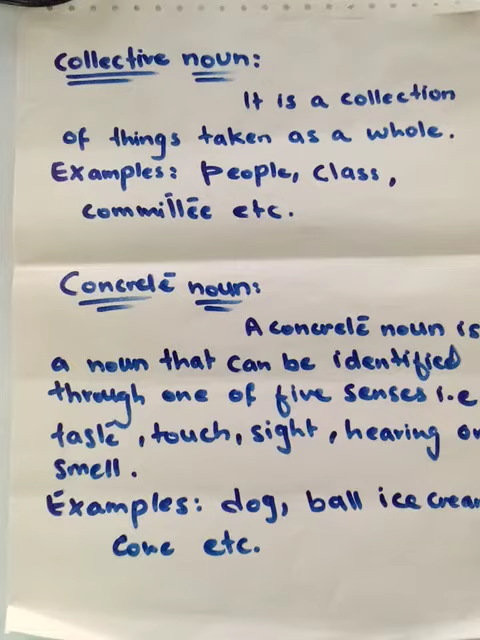 Collective noun:
It is a collection
of things taken as a whole.
Examples: people, class,
committee etc.
Concrete noun:
A concrete noun is
a noun that can be identified
through one of five senses i.e
taste, touch, sight, hearing or
smell.
Examples: dog, ball ice cream
cone etc.